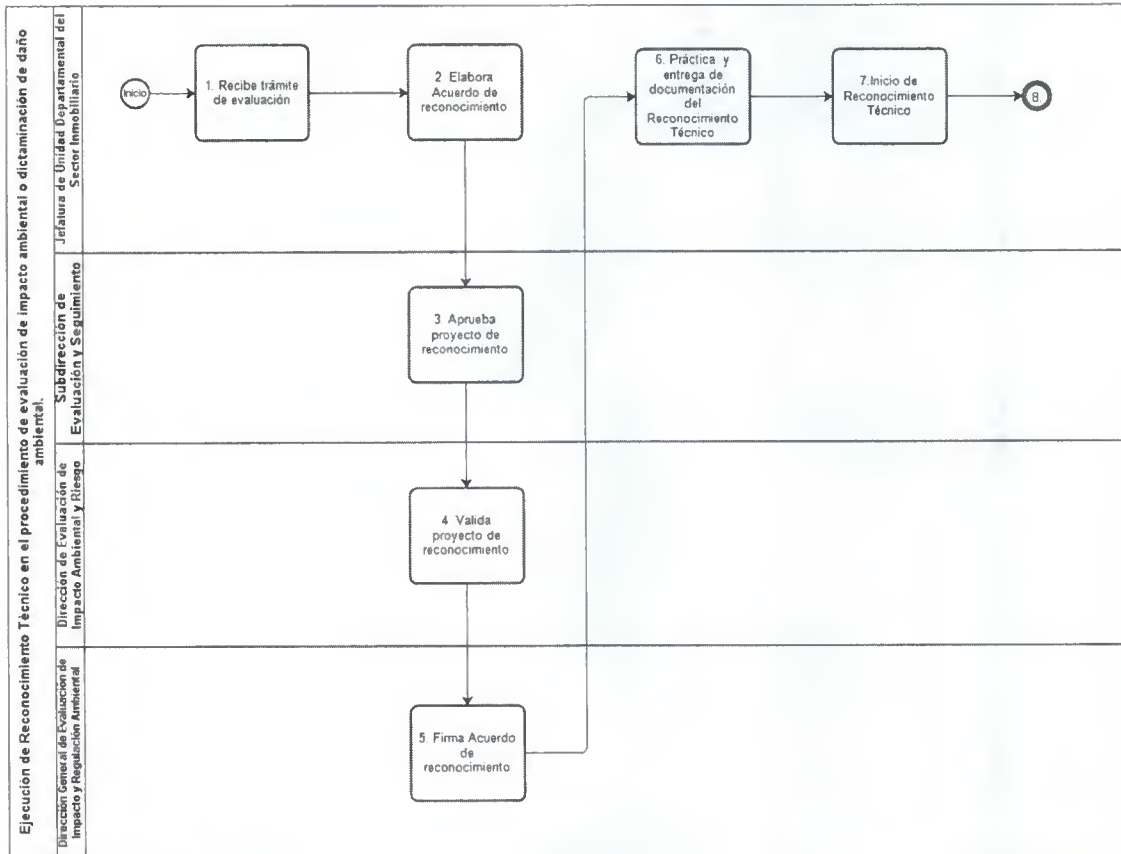 Ejecución de Reconocimiento Técnico en el procedimiento de evaluación de impacto ambiental o dictaminación de daño
ambiental.
Jefatura de Unidad Departamental del
Sector Inmobiliario
Inicio
1. Recibe trámite
de evaluación
2 Elabora
Acuerdo de
reconocimiento
6. Práctica y
entrega de
documentación
del
Reconocimiento
Técnico
7.Inicio de
Reconocimiento
Técnico
8.
Subdirección de
Evaluación y Seguimiento
3. Aprueba
proyecto de
reconocimiento
Dirección de Evaluación de
Impacto Ambiental y Riesgo
4 Valida
proyecto de
reconocimiento
Dirección General de Evaluación de
Impacto y Regulación Ambiental
5. Firma Acuerdo
de
reconocimiento